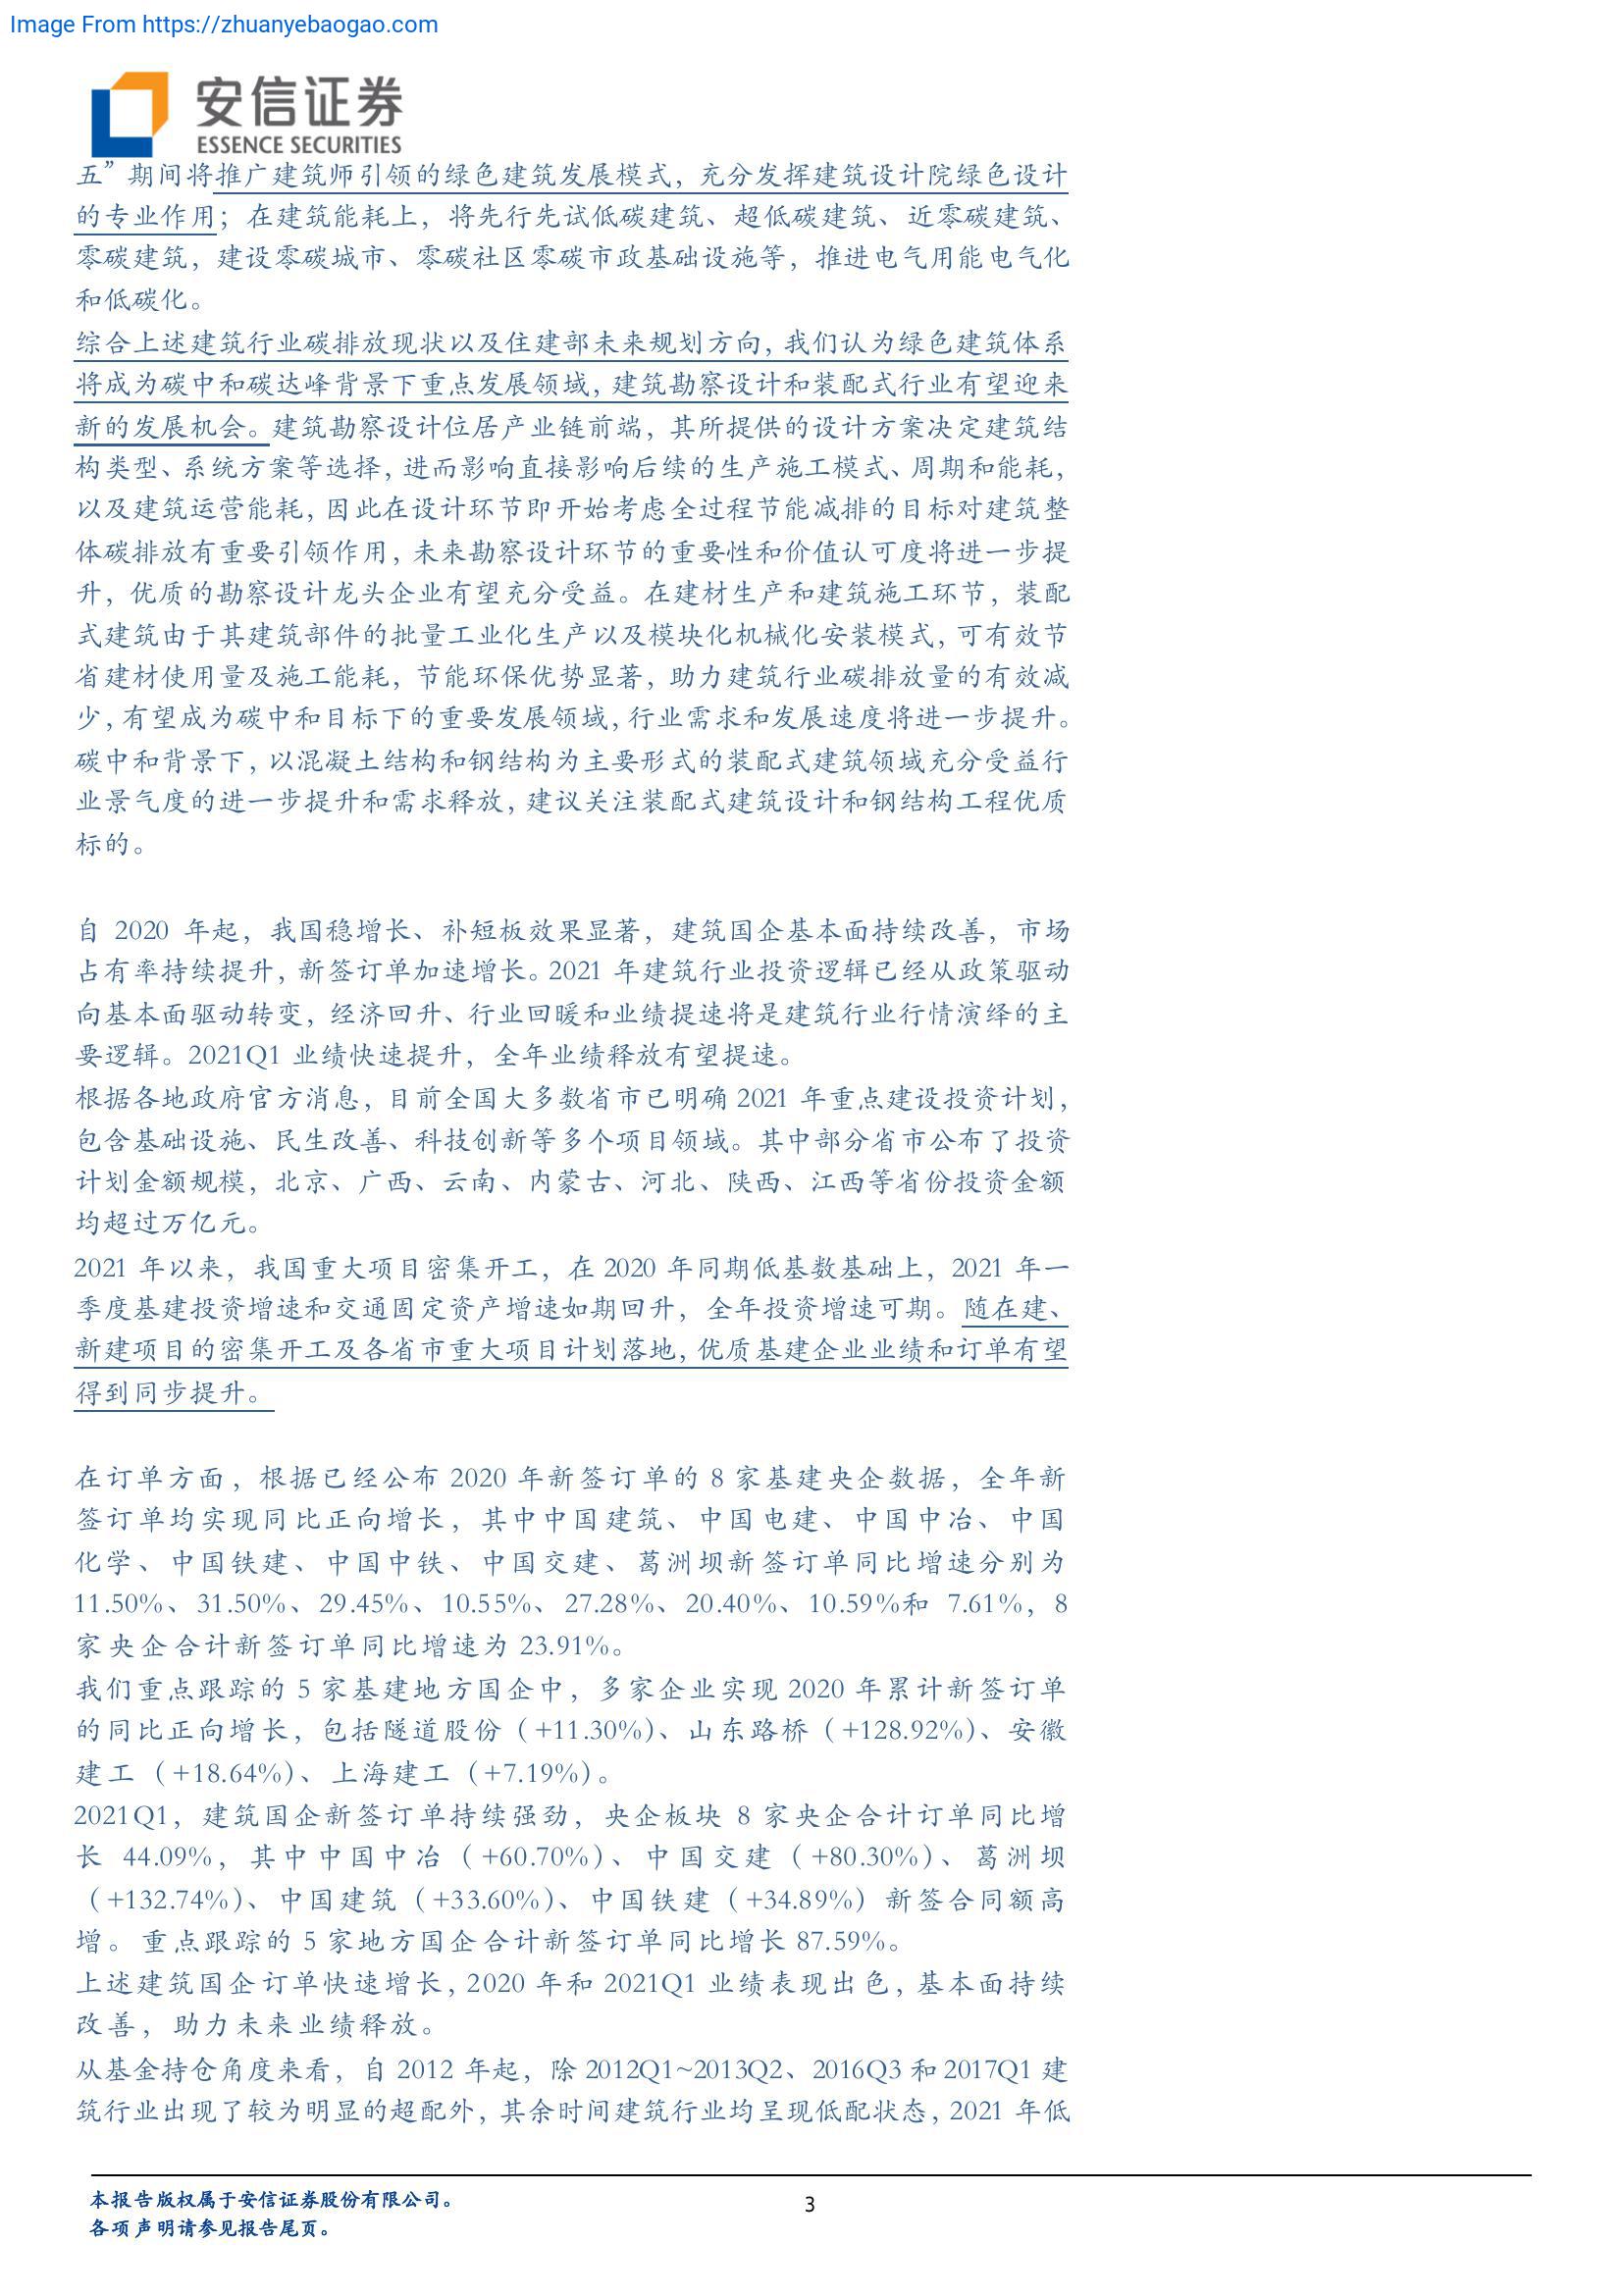 Image From https://zhuanyebaogao.com
安信证券
ESSENCE SECURITIES
五”期间将推广建筑师引领的绿色建筑发展模式，充分发挥建筑设计院绿色设计
的专业作用；在建筑能耗上，将先行先试低碳建筑、超低碳建筑、近零碳建筑、
零碳建筑，建设零碳城市、零碳社区零碳市政基础设施等，推进电气用能电气化
和低碳化。
综合上述建筑行业碳排放现状以及住建部未来规划方向，我们认为绿色建筑体系
将成为碳中和碳达峰背景下重点发展领域，建筑勘察设计和装配式行业有望迎来
新的发展机会。建筑勘察设计位居产业链前端，其所提供的设计方案决定建筑结
构类型、系统方案等选择，进而影响直接影响后续的生产施工模式、周期和能耗，
以及建筑运营能耗，因此在设计环节即开始考虑全过程节能减排的目标对建筑整
体碳排放有重要引领作用，未来勘察设计环节的重要性和价值认可度将进一步提
升，优质的勘察设计龙头企业有望充分受益。在建材生产和建筑施工环节，装配
式建筑由于其建筑部件的批量工业化生产以及模块化机械化安装模式，可有效节
省建材使用量及施工能耗，节能环保优势显著，助力建筑行业碳排放量的有效减
少，有望成为碳中和目标下的重要发展领域，行业需求和发展速度将进一步提升。
碳中和背景下，以混凝土结构和钢结构为主要形式的装配式建筑领域充分受益行
业景气度的进一步提升和需求释放，建议关注装配式建筑设计和钢结构工程优质
标的。
自 2020 年起，我国稳增长、补短板效果显著，建筑国企基本面持续改善，市场
占有率持续提升，新签订单加速增长。2021 年建筑行业投资逻辑已经从政策驱动
向基本面驱动转变，经济回升、行业回暖和业绩提速将是建筑行业行情演绎的主
要逻辑。2021Q1 业绩快速提升，全年业绩释放有望提速。
根据各地政府官方消息，目前全国大多数省市已明确 2021 年重点建设投资计划，
包含基础设施、民生改善、科技创新等多个项目领域。其中部分省市公布了投资
计划金额规模，北京、广西、云南、内蒙古、河北、陕西、江西等省份投资金额
均超过万亿元。
2021 年以来，我国重大项目密集开工，在 2020 年同期低基数基础上，2021 年一
季度基建投资增速和交通固定资产增速如期回升，全年投资增速可期。随在建、
新建项目的密集开工及各省市重大项目计划落地，优质基建企业业绩和订单有望
得到同步提升。
在订单方面，根据已经公布 2020 年新签订单的 8 家基建央企数据，全年新
签订单均实现同比正向增长，其中中国建筑、中国电建、中国中冶、中国
化学、中国铁建、中国中铁、中国交建、葛洲坝新签订单同比增速分别为
11.50%、31.50%、29.45%、10.55%、27.28%、20.40%、10.59%和 7.61%，8
家央企合计新签订单同比增速为 23.91%。
我们重点跟踪的 5 家基建地方国企中，多家企业实现 2020 年累计新签订单
的同比正向增长，包括隧道股份（+11.30%)、山东路桥（+128.92%)、安徽
建工（+18.64%)、上海建工（+7.19%)。
2021Q1，建筑国企新签订单持续强劲，央企板块 8 家央企合计订单同比增
长 44.09%，其中中国中冶（+60.70%)、中国交建（+80.30%)、葛洲坝
（+132.74%)、中国建筑（+33.60%)、中国铁建（+34.89%）新签合同额高
增。重点跟踪的 5 家地方国企合计新签订单同比增长 87.59%。
上述建筑国企订单快速增长，2020 年和 2021Q1 业绩表现出色，基本面持续
改善，助力未来业绩释放。
从基金持仓角度来看，自 2012 年起，除 2012Q1~2013Q2、2016Q3 和 2017Q1 建
筑行业出现了较为明显的超配外，其余时间建筑行业均呈现低配状态，2021 年低
本报告版权属于安信证券股份有限公司。
3
各项声明请参见报告尾页。